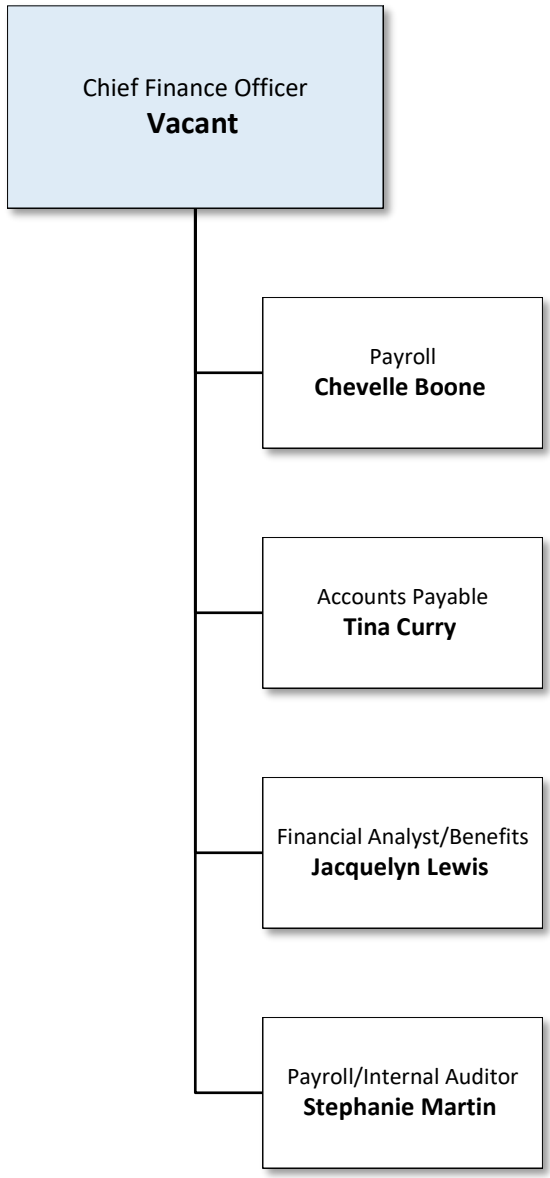 Chief Finance Officer
Vacant
Payroll
Chevelle Boone
Accounts Payable
Tina Curry
Financial Analyst/Benefits
Jacquelyn Lewis
Payroll/Internal Auditor
Stephanie Martin